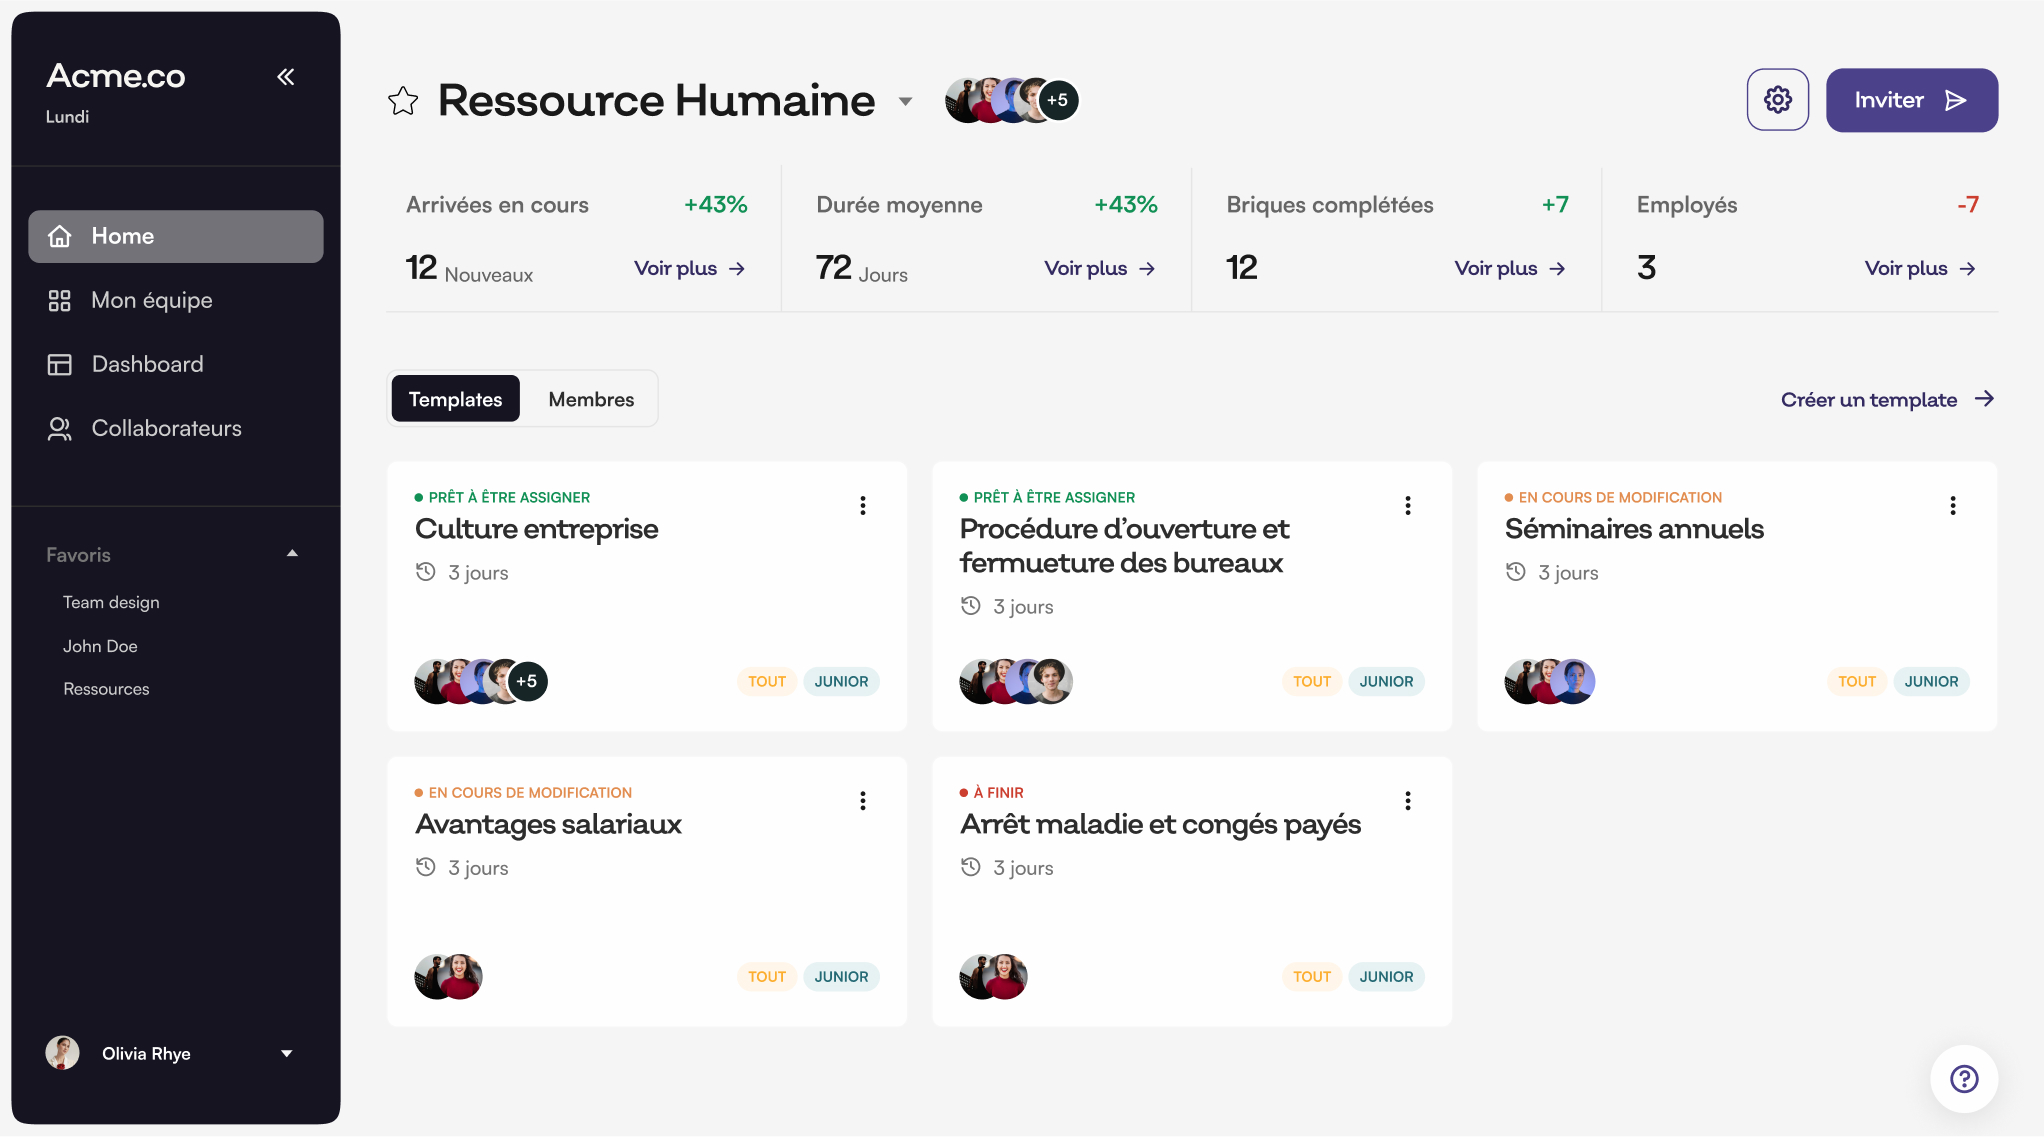 Acme.co
Lundi
Home
Mon équipe
Dashboard
Collaborateurs
Favoris
Team design
John Doe
Ressources
Olivia Rhye
Ressource Humaine
+5
Inviter
Arrivées en cours +43%
12 Nouveaux Voir plus →
Durée moyenne +43%
72 Jours Voir plus →
Briques complétées +7
12 Voir plus →
Employés -7
3 Voir plus →
Templates Membres
Créer un template →
PRÊT À ÊTRE ASSIGNER
Culture entreprise
3 jours
+5 TOUT JUNIOR
PRÊT À ÊTRE ASSIGNER
Procédure d’ouverture et
fermueture des bureaux
3 jours
TOUT JUNIOR
EN COURS DE MODIFICATION
Séminaires annuels
3 jours
TOUT JUNIOR
EN COURS DE MODIFICATION
Avantages salariaux
3 jours
TOUT JUNIOR
À FINIR
Arrêt maladie et congés payés
3 jours
TOUT JUNIOR
?